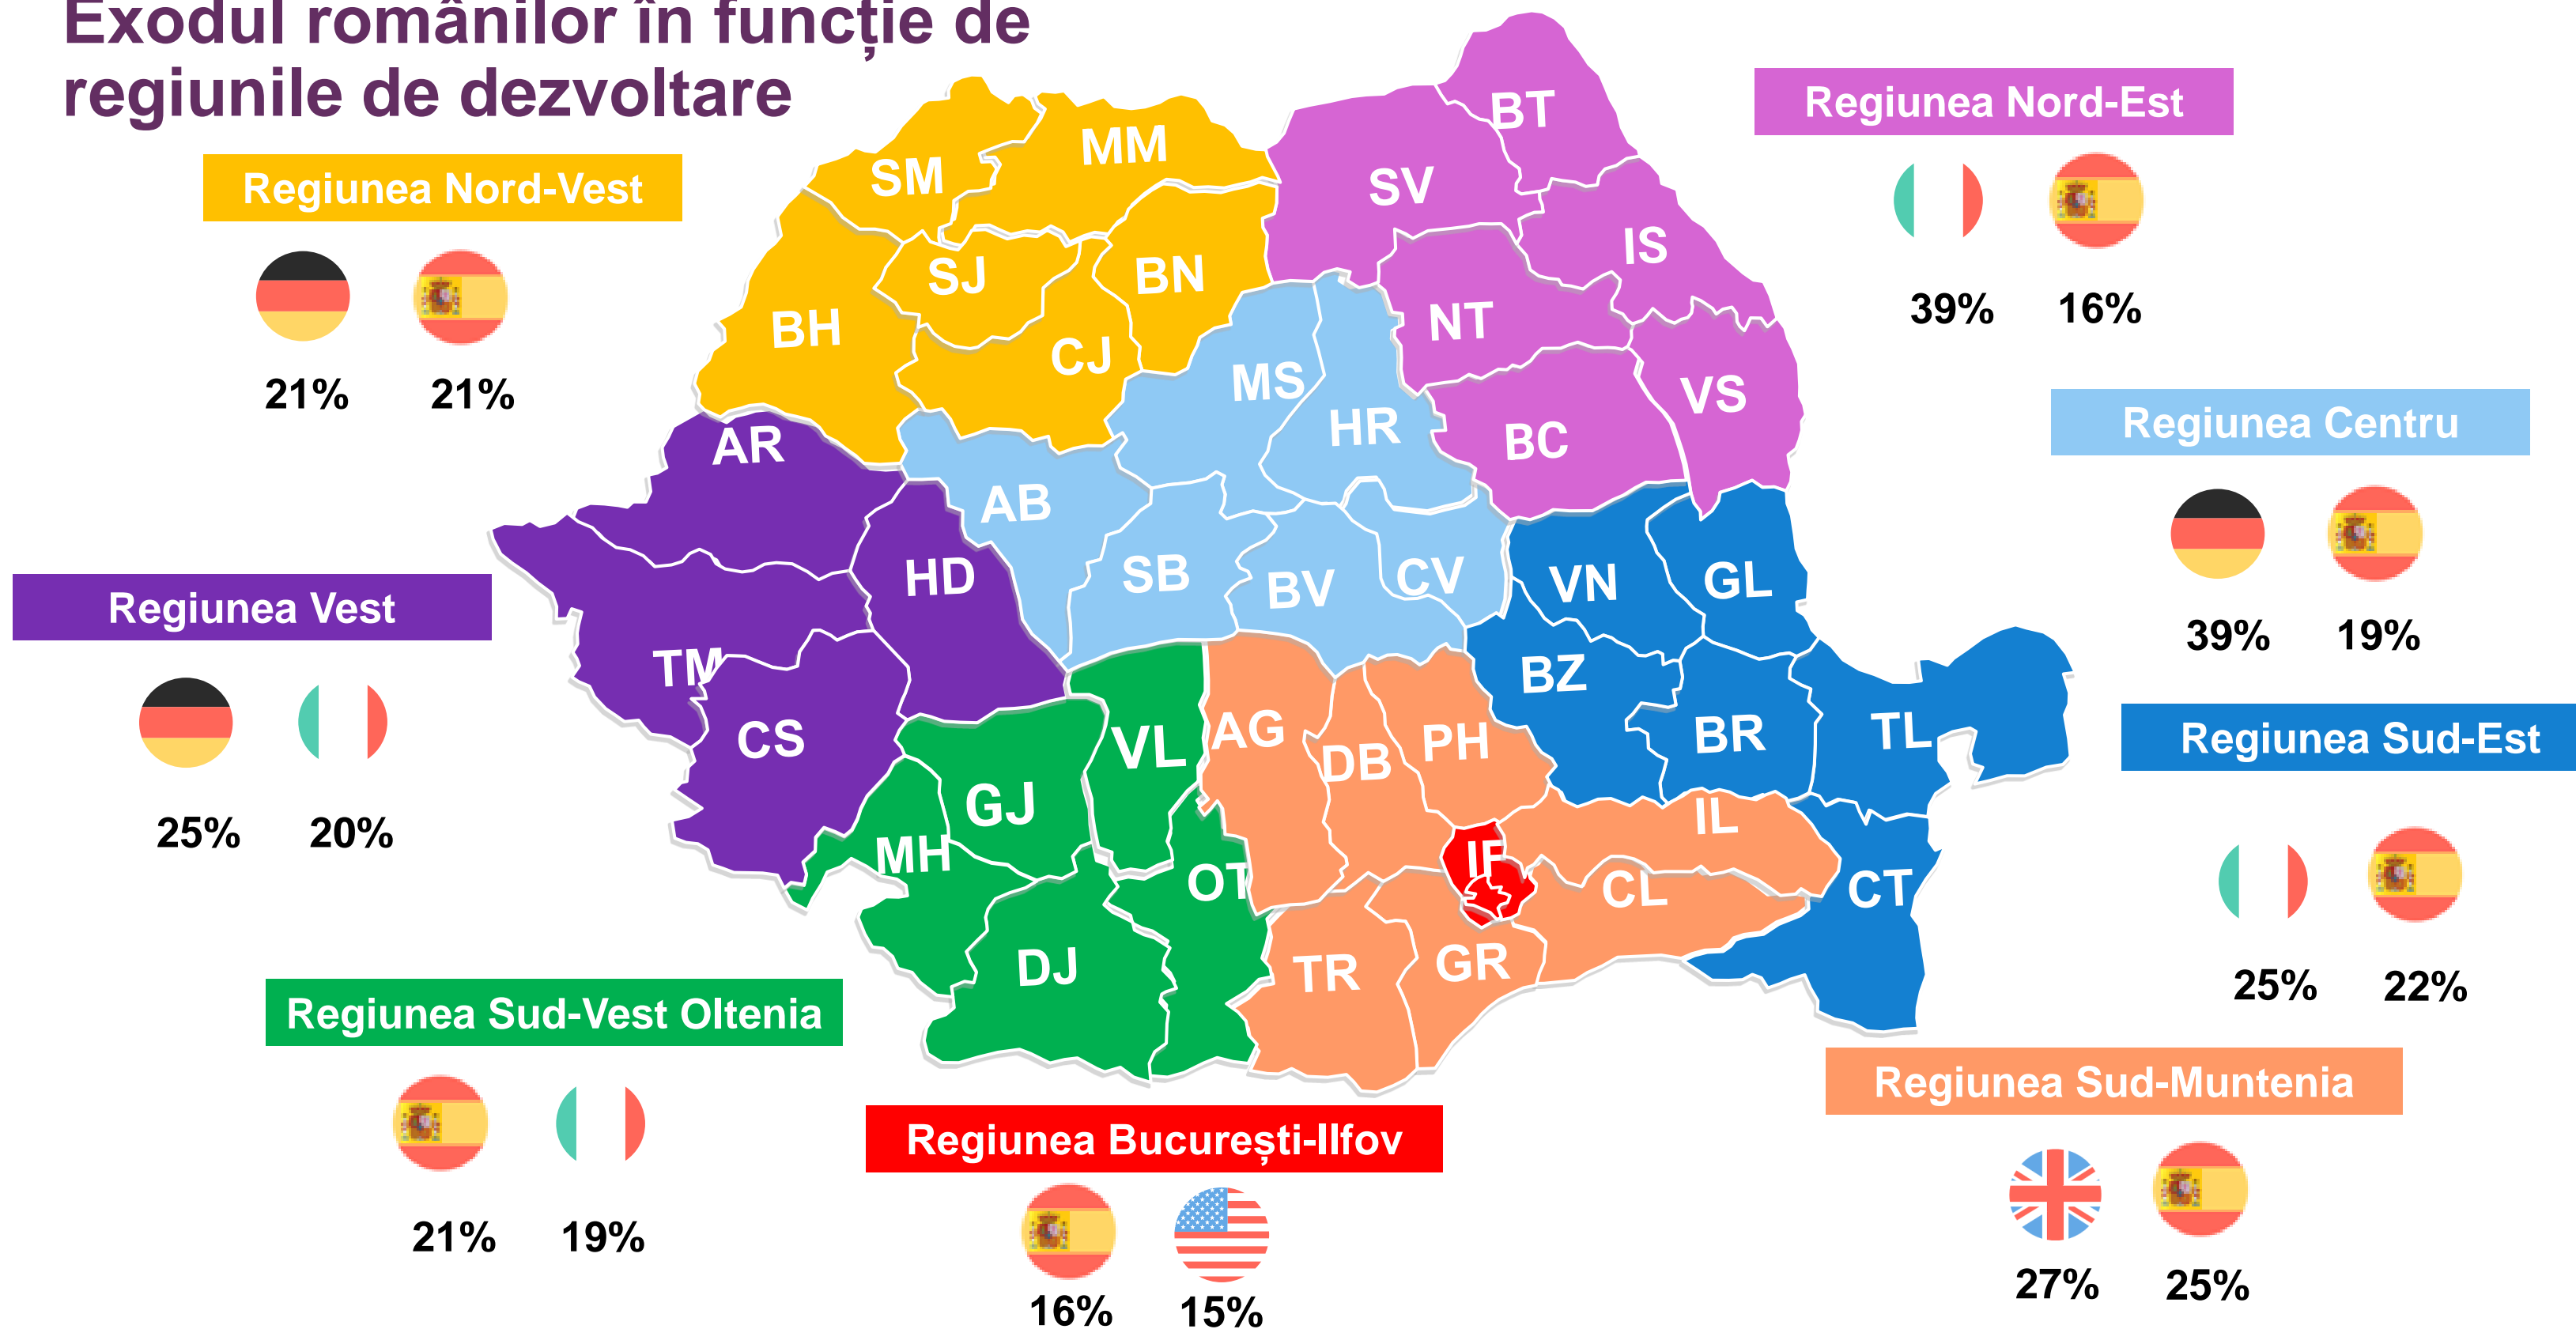 Exodul românilor în funcție de
regiunile de dezvoltare
Regiunea Nord-Vest
21% 21%
Regiunea Nord-Est
39% 16%
Regiunea Centru
39% 19%
Regiunea Vest
25% 20%
Regiunea Sud-Est
25% 22%
Regiunea Sud-Vest Oltenia
21% 19%
Regiunea București-Ilfov
16% 15%
Regiunea Sud-Muntenia
27% 25%
BT
MM
SM
SV
IS
SJ
BN
NT
BH
CJ
MS
VS
HR
BC
AR
AB
HD
SB
BV
CV
VN
GL
TM
BZ
CS
VL
AG
DB
PH
BR
TL
GJ
IL
MH
OT
IF
CL
CT
DJ
TR
GR